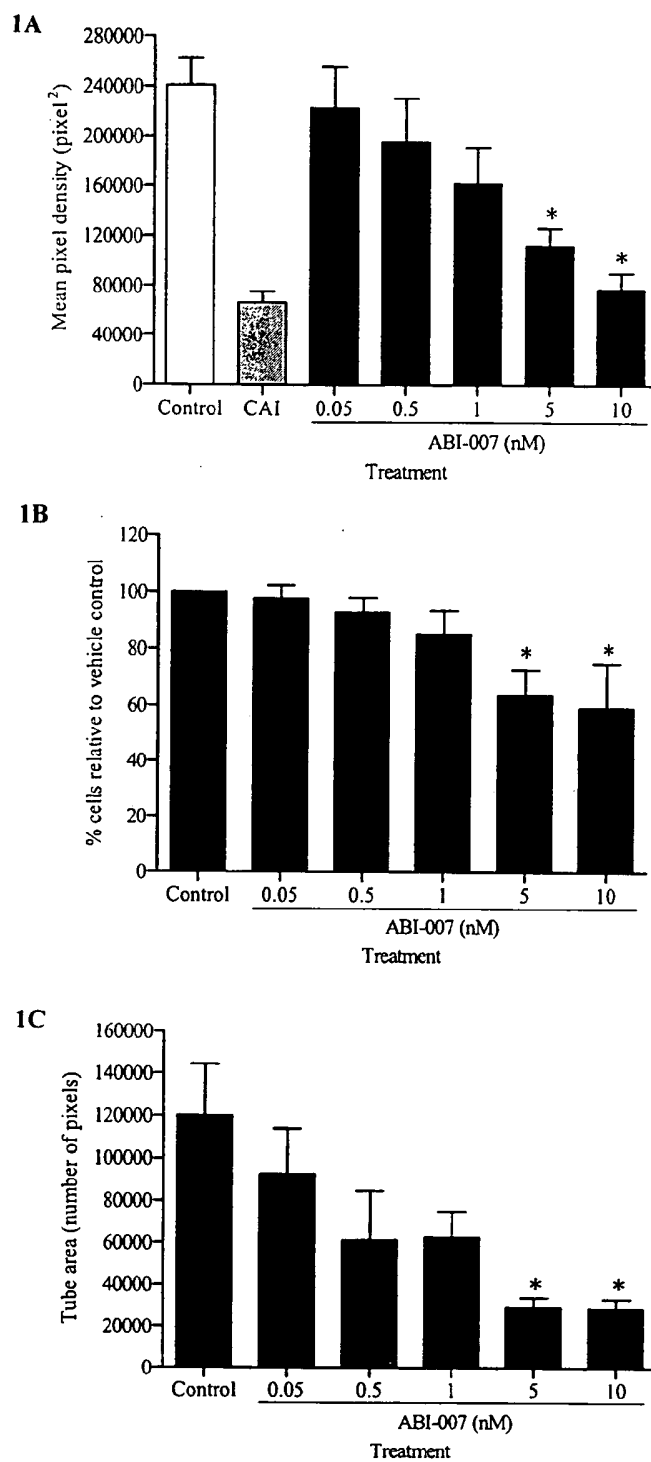 1A
Mean pixel density (pixel²)
280000
240000
200000
160000
120000
80000
40000
0
* *
Control CAI 0.05 0.5 1 5 10
ABI-007 (nM)
Treatment
1B
% cells relative to vehicle control
120
100
80
60
40
20
0
* *
Control 0.05 0.5 1 5 10
ABI-007 (nM)
Treatment
1C
Tube area (number of pixels)
160000
140000
120000
100000
80000
60000
40000
20000
0
* *
Control 0.05 0.5 1 5 10
ABI-007 (nM)
Treatment